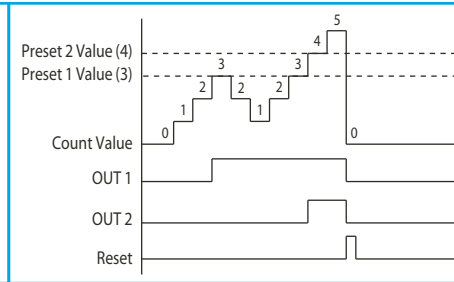 5
Preset 2 Value (4) 4
Preset 1 Value (3) 3 3
2 2 2
1 1
Count Value 0 0
OUT 1
OUT 2
Reset